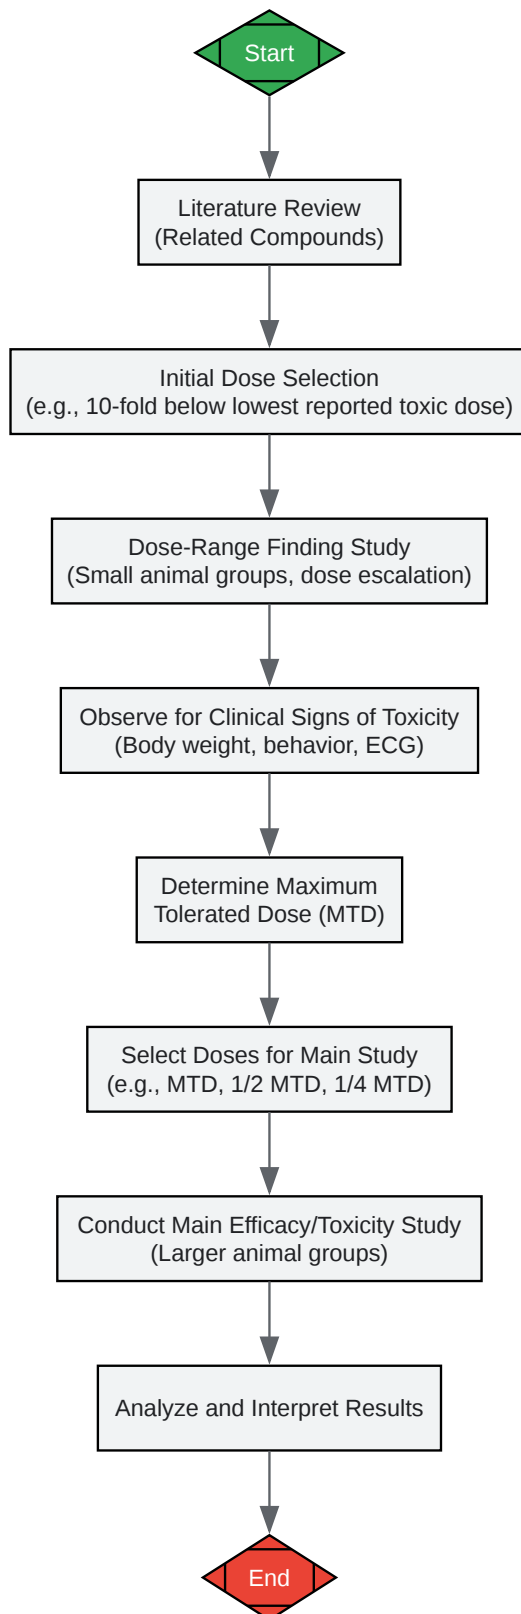 Start
Literature Review
(Related Compounds)
Initial Dose Selection
(e.g., 10-fold below lowest reported toxic dose)
Dose-Range Finding Study
(Small animal groups, dose escalation)
Observe for Clinical Signs of Toxicity
(Body weight, behavior, ECG)
Determine Maximum
Tolerated Dose (MTD)
Select Doses for Main Study
(e.g., MTD, 1/2 MTD, 1/4 MTD)
Conduct Main Efficacy/Toxicity Study
(Larger animal groups)
Analyze and Interpret Results
End